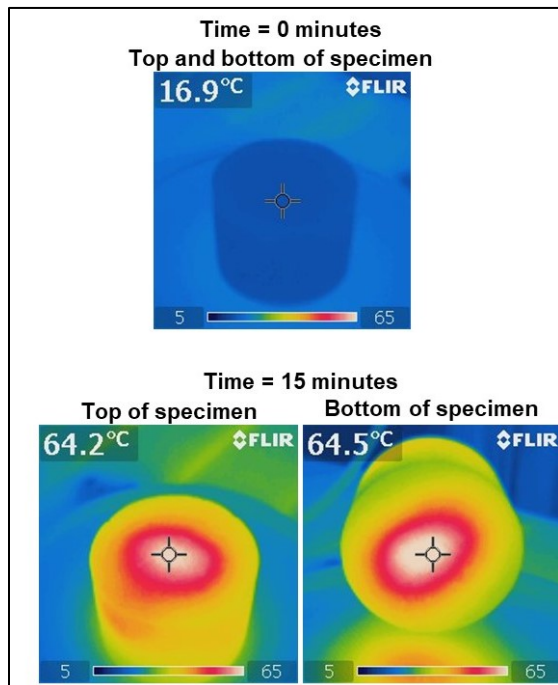 Time = 0 minutes
Top and bottom of specimen
16.9°C
FLIR
5
65
Time = 15 minutes
Top of specimen
Bottom of specimen
64.2°C
FLIR
64.5°C
FLIR
5
65
5
65